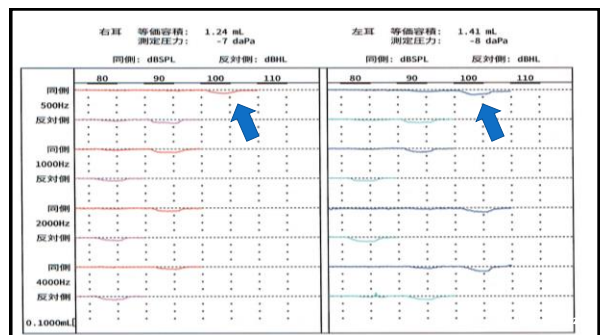 右耳 等価容積: 1.24 mL
測定圧力: -7 daPa
左耳 等価容積: 1.41 mL
測定圧力: -8 daPa
同側: dBSPL 反対側: dBHL
同側: dBSPL 反対側: dBHL
80 90 100 110
80 90 100 110
同側
500Hz
反対側
同側
1000Hz
反対側
同側
2000Hz
反対側
同側
4000Hz
反対側
0.1000mL